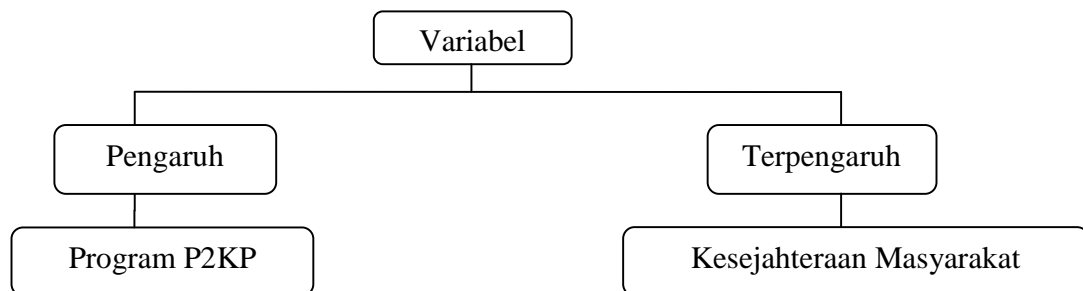 Variabel
Pengaruh
Terpengaruh
Program P2KP
Kesejahteraan Masyarakat